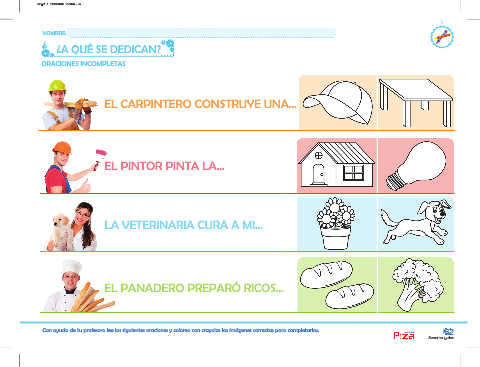 NOMBRE:
¿A QUÉ SE DEDICAN?
ORACIONES INCOMPLETAS
EL CARPINTERO CONSTRUYE UNA...
EL PINTOR PINTA LA...
LA VETERINARIA CURA A MI...
EL PANADERO PREPARÓ RICOS...
Con ayuda de tu profesora lee las siguientes oraciones y colorea con crayolas las imágenes correctas para completarlas.